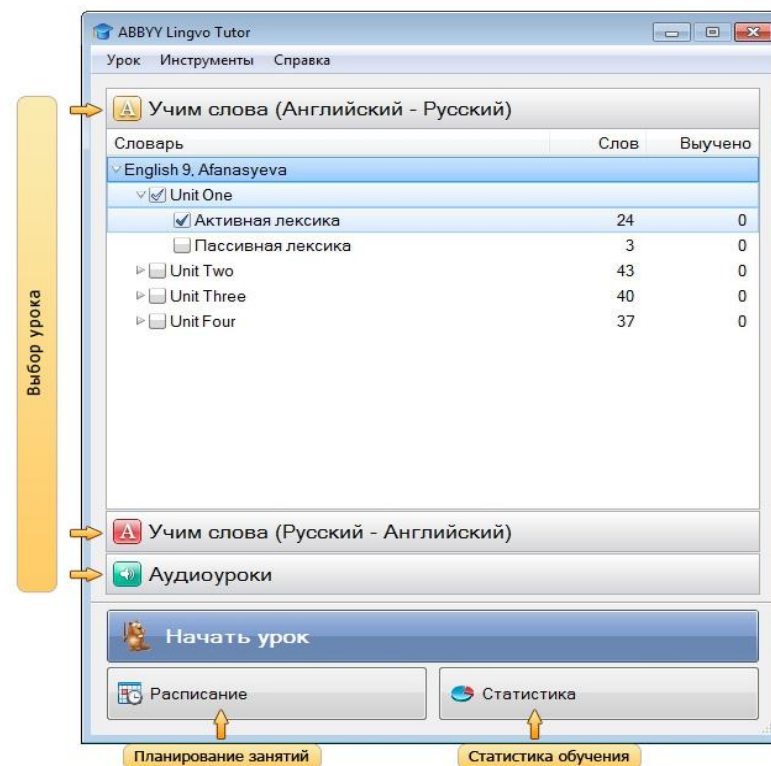 ABBYY Lingvo Tutor
Урок Инструменты Справка
Выбор урока
Учим слова (Английский - Русский)
Словарь Слов Выучено
English 9, Afanasyeva
Unit One
Активная лексика 24 0
Пассивная лексика 3 0
Unit Two 43 0
Unit Three 40 0
Unit Four 37 0
Учим слова (Русский - Английский)
Аудиоуроки
Начать урок
Расписание Статистика
Планирование занятий Статистика обучения